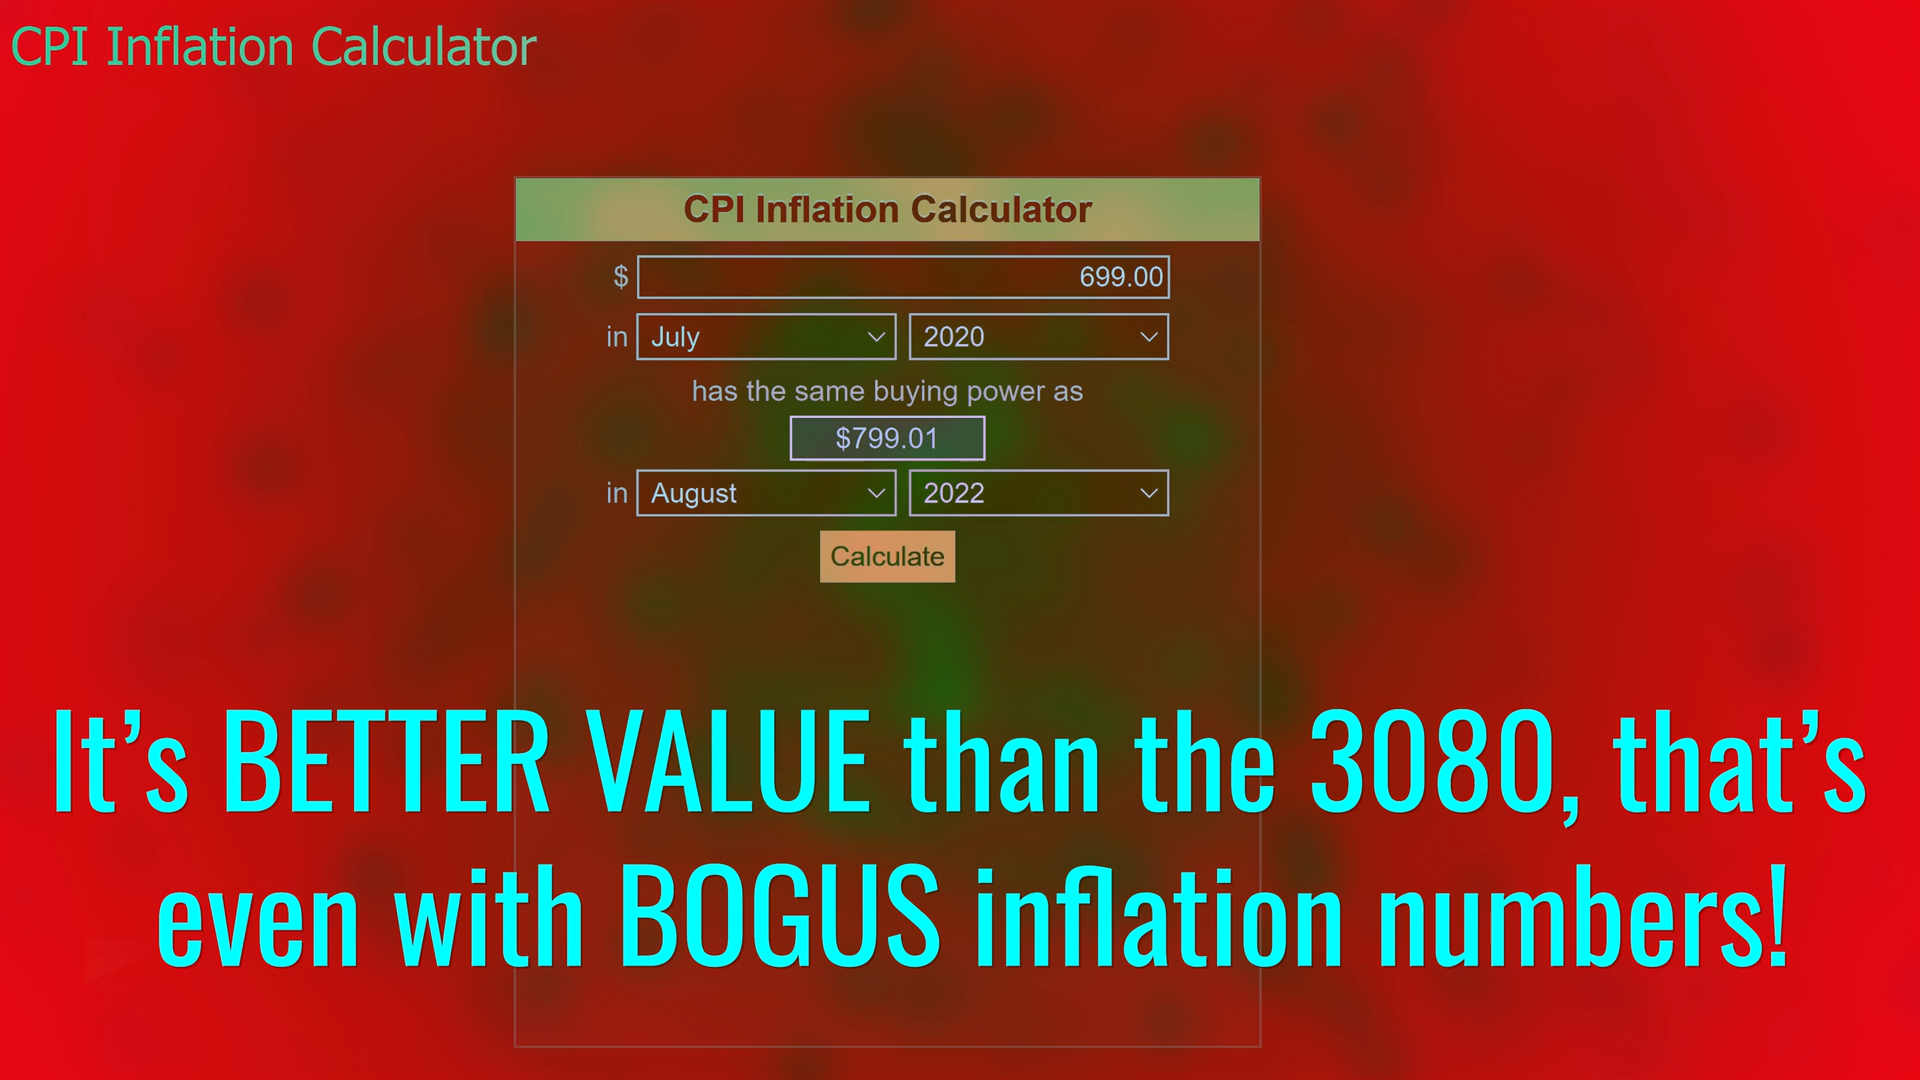 CPI Inflation Calculator
CPI Inflation Calculator
$ 699.00
in July 2020
has the same buying power as
$799.01
in August 2022
Calculate
It’s BETTER VALUE than the 3080, that’s
even with BOGUS inflation numbers!